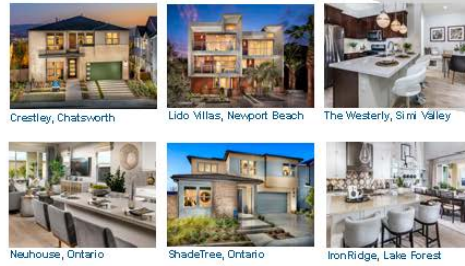 Crestley, Chatsworth
Lido Villas, Newport Beach
The Westerly, Simi Valley
Neuhouse, Ontario
ShadeTree, Ontario
IronRidge, Lake Forest